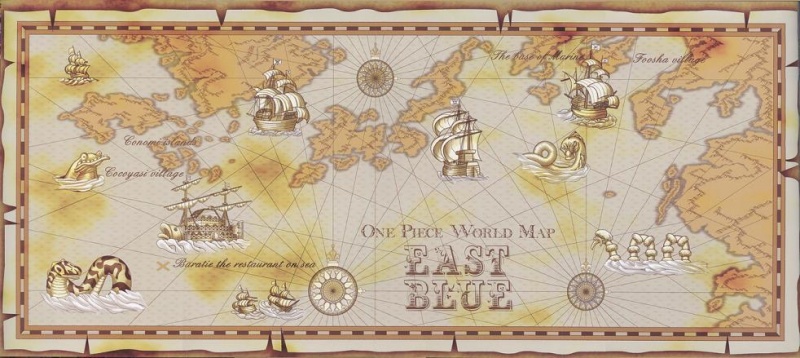 The base of Marine
Foosha village
Conomi islands
Cocoyasi village
Baratie the restaurant on sea
ONE PIECE WORLD MAP
EAST
BLUE